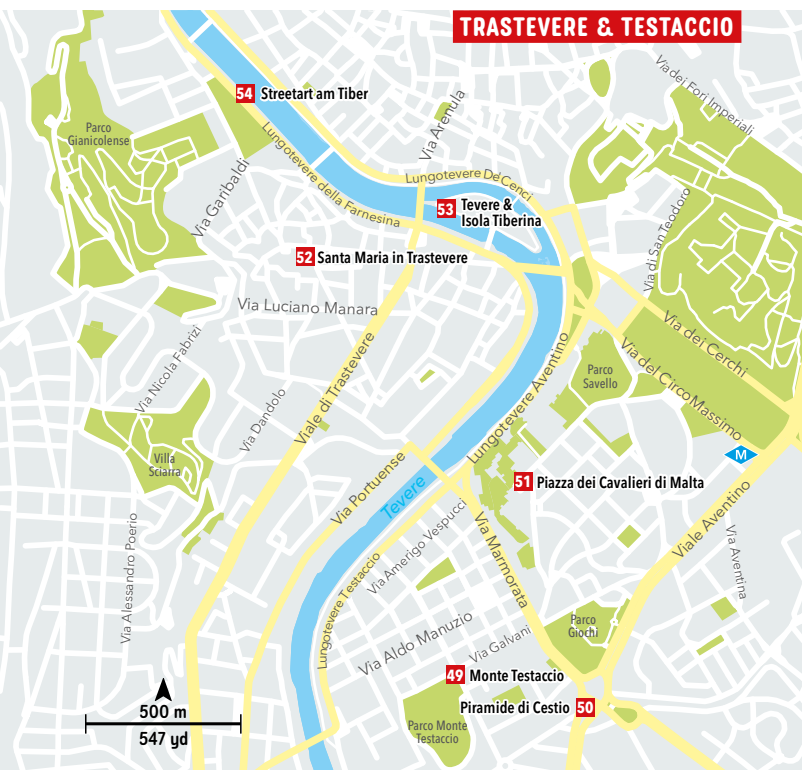 TRASTEVERE & TESTACCIO
Via dei Fori Imperiali
54 Streetart am Tiber
Parco
Gianicolense
Via Arenula
Lungotevere De' Cenci
Lungotevere della Farnesina
Via Garibaldi
53 Tevere &
Isola Tiberina
Via di San Teodoro
52 Santa Maria in Trastevere
Via Luciano Manara
Via dei Cerchi
Via Nicola Fabrizi
Viale di Trastevere
Lungotevere Aventino
Parco
Savello
Via del Circo Massimo
Via Dandolo
M
Villa
Sciarra
Via Portuense
Tevere
51 Piazza dei Cavalieri di Malta
Viale Aventino
Via Amerigo Vespucci
Via Marmorata
Via Aventina
Via Alessandro Poerio
Lungotevere Testaccio
Parco
Giochi
Via Aldo Manuzio
Via Galvani
49 Monte Testaccio
Piramide di Cestio 50
Parco Monte
Testaccio
500 m
547 yd